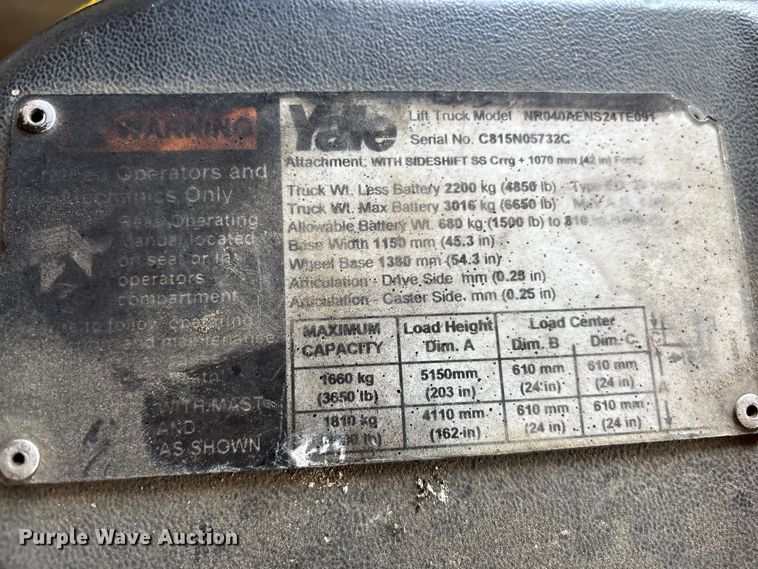 WARNING
Operators and
Only
Operating
Manual located
on seat or in
operators
compartment.
to follow operating
WITH MAST
AND
AS SHOWN
Yale
Lift Truck Model NR040AENS24TE091
Serial No. C815N05732C
Attachment: WITH SIDESHIFT SS Crrg + 1070 mm (42 in) Forks
Truck Wt. Less Battery 2200 kg (4850 lb) - Type
Truck Wt. Max Battery 3016 kg (6650 lb)
Allowable Battery Wt. 680 kg (1500 lb) to 810
Base Width 1150 mm (45.3 in)
Wheel Base 1380 mm (54.3 in)
Articulation - Drive Side mm (0.25 in)
Articulation - Caster Side mm (0.25 in)
MAXIMUM CAPACITY Load Height Dim. A Load Center Dim. B Dim. C
1660 kg (3650 lb) 5150mm (203 in) 610 mm (24 in) 610 mm (24 in)
1810 kg 4110 mm (162 in) 610 mm (24 in) 610 mm (24 in)
A
Purple Wave Auction